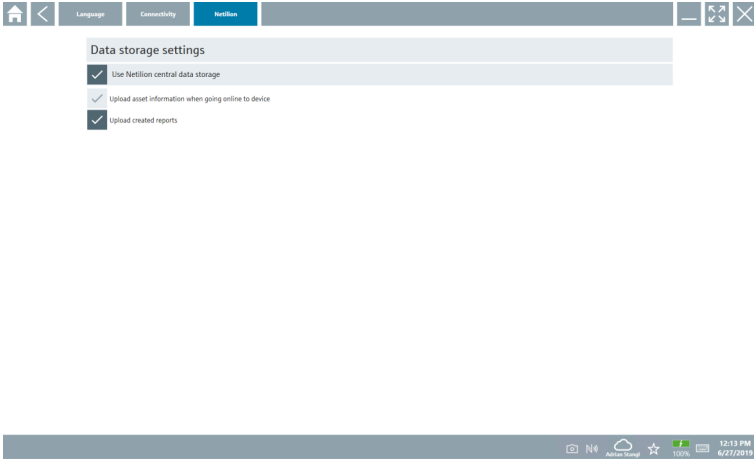 Language Connectivity Netilion
Data storage settings
Use Netilion central data storage
Upload asset information when going online to device
Upload created reports
Adrian Stangl 100% 12:13 PM
6/27/2019